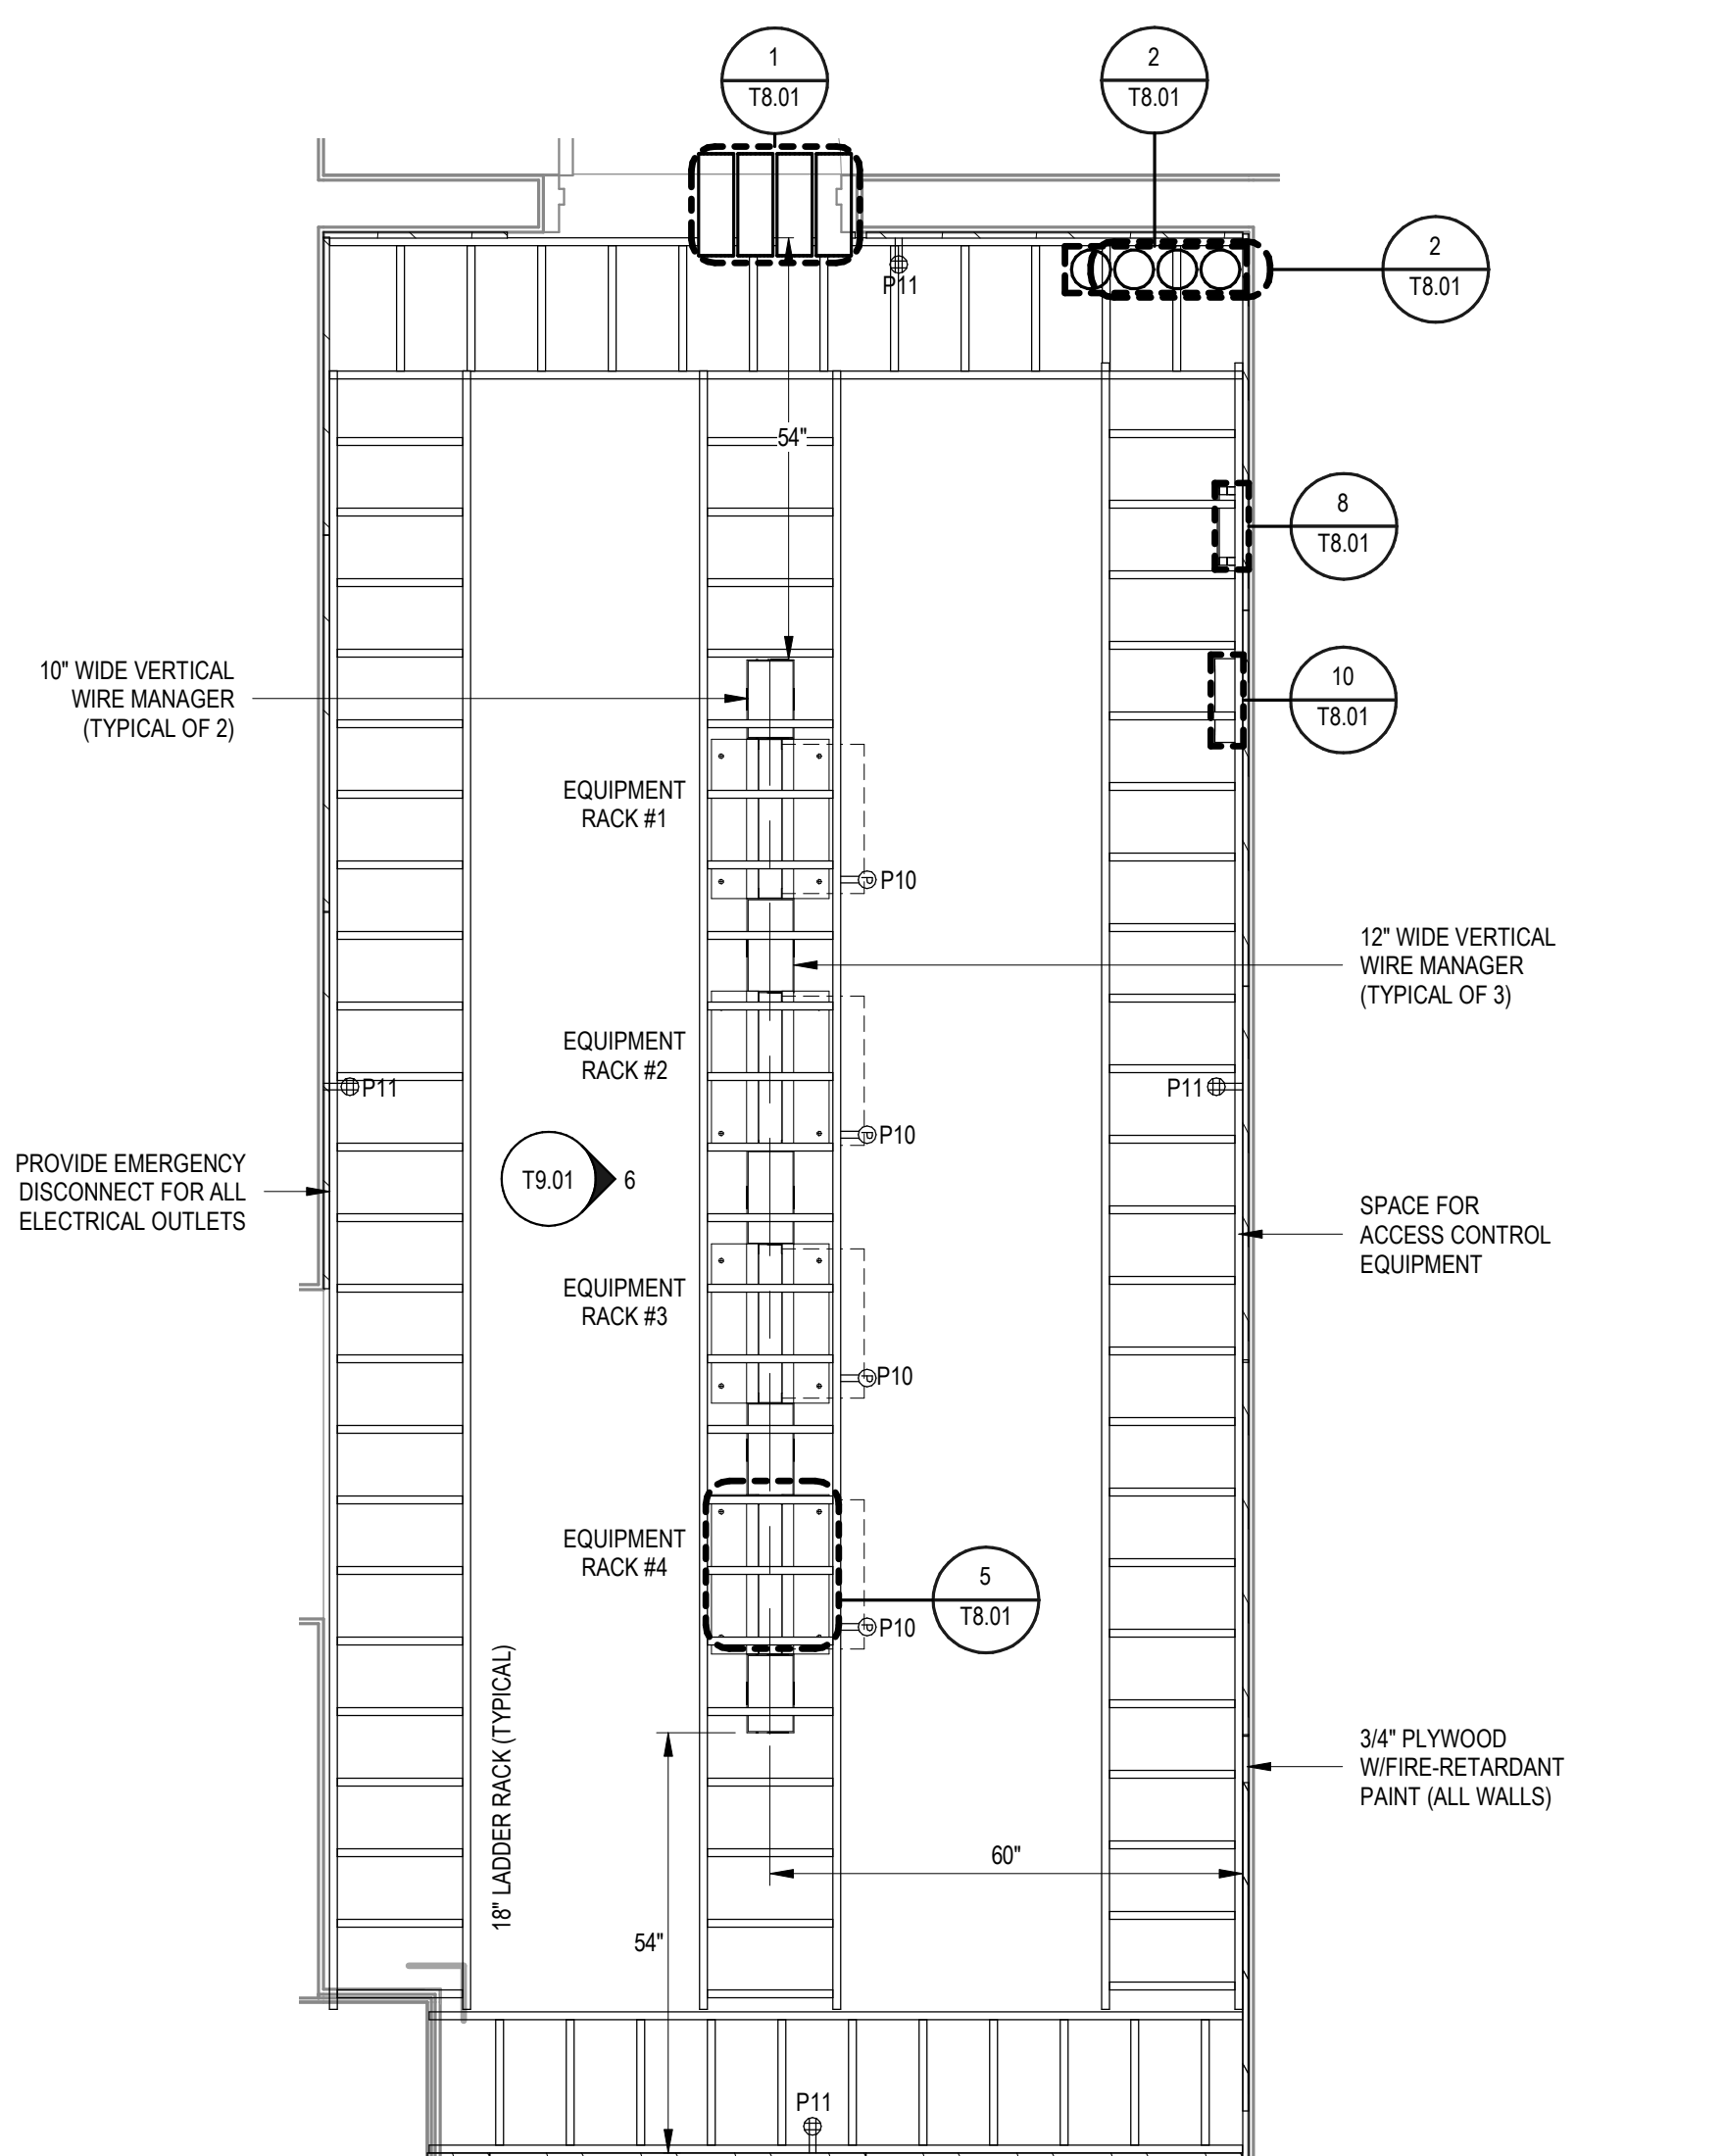 1
T8.01
2
T8.01
2
T8.01
P11
54"
8
T8.01
10" WIDE VERTICAL
WIRE MANAGER
(TYPICAL OF 2)
10
T8.01
EQUIPMENT
RACK #1
P P10
12" WIDE VERTICAL
WIRE MANAGER
(TYPICAL OF 3)
EQUIPMENT
RACK #2
P11
P11
P P10
PROVIDE EMERGENCY
DISCONNECT FOR ALL
ELECTRICAL OUTLETS
T9.01 6
SPACE FOR
ACCESS CONTROL
EQUIPMENT
EQUIPMENT
RACK #3
P P10
EQUIPMENT
RACK #4
5
T8.01
P P10
18" LADDER RACK (TYPICAL)
3/4" PLYWOOD
W/FIRE-RETARDANT
PAINT (ALL WALLS)
60"
54"
P11